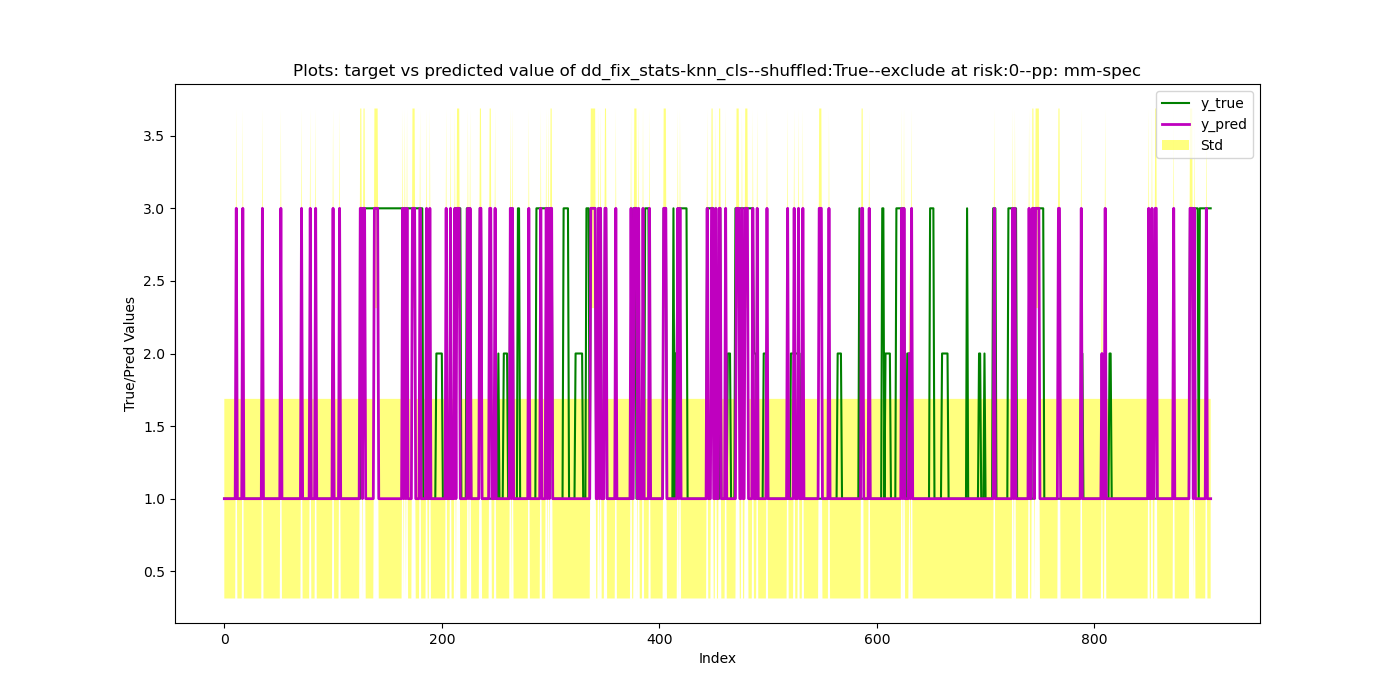 Plots: target vs predicted value of dd_fix_stats-knn_cls--shuffled:True--exclude at risk:0--pp: mm-spec
y_true
y_pred
Std
3.5
3.0
2.5
2.0
1.5
1.0
0.5
True/Pred Values
0 200 400 600 800
Index